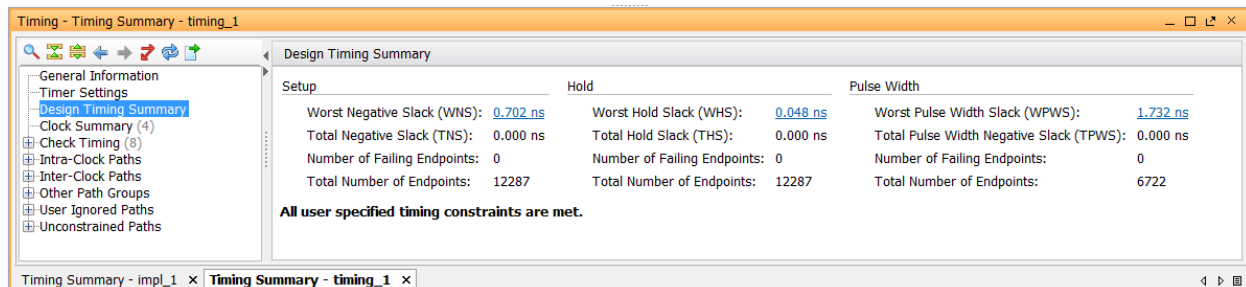 Timing - Timing Summary - timing_1
General Information
Timer Settings
Design Timing Summary
Clock Summary (4)
Check Timing (8)
Intra-Clock Paths
Inter-Clock Paths
Other Path Groups
User Ignored Paths
Unconstrained Paths
Design Timing Summary
Setup Hold Pulse Width
Worst Negative Slack (WNS): 0.702 ns Worst Hold Slack (WHS): 0.048 ns Worst Pulse Width Slack (WPWS): 1.732 ns
Total Negative Slack (TNS): 0.000 ns Total Hold Slack (THS): 0.000 ns Total Pulse Width Negative Slack (TPWS): 0.000 ns
Number of Failing Endpoints: 0 Number of Failing Endpoints: 0 Number of Failing Endpoints: 0
Total Number of Endpoints: 12287 Total Number of Endpoints: 12287 Total Number of Endpoints: 6722
All user specified timing constraints are met.
Timing Summary - impl_1 Timing Summary - timing_1